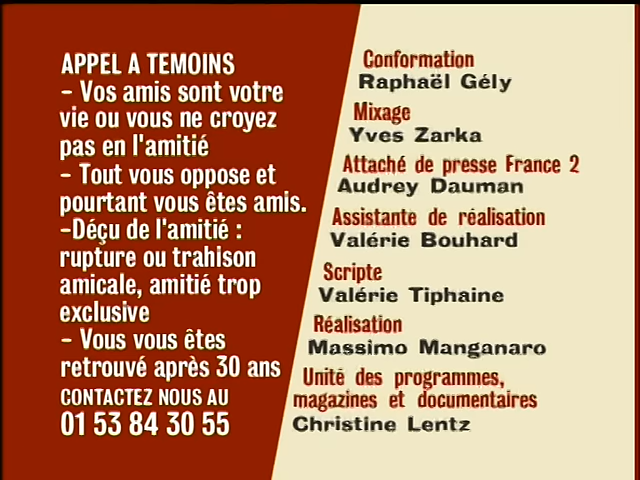 APPEL A TEMOINS
- Vos amis sont votre
vie ou vous ne croyez
pas en l'amitié
- Tout vous oppose et
pourtant vous êtes amis.
-Déçu de l'amitié :
rupture ou trahison
amicale, amitié trop
exclusive
- Vous vous êtes
retrouvé après 30 ans
CONTACTEZ NOUS AU
01 53 84 30 55
Conformation
Raphaël Gély
Mixage
Yves Zarka
Attaché de presse France 2
Audrey Dauman
Assistante de réalisation
Valérie Bouhard
Scripte
Valérie Tiphaine
Réalisation
Massimo Manganaro
Unité des programmes,
magazines et documentaires
Christine Lentz